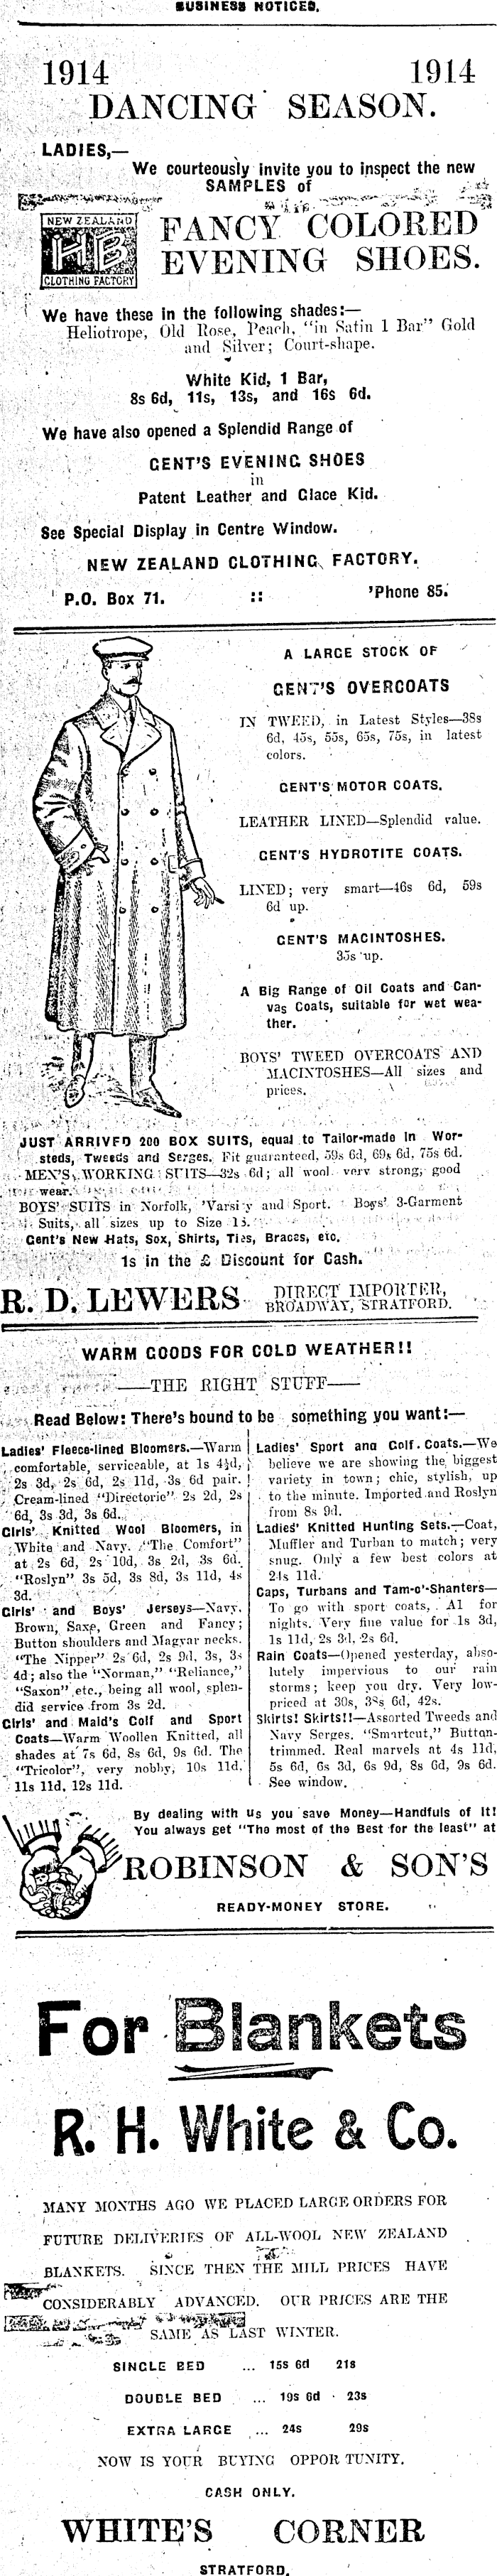 BUSINESS NOTICES.
1914 1914
DANCING SEASON.
LADIES,—
We courteously invite you to inspect the new
SAMPLES of
NEW ZEALAND
HB
CLOTHING FACTORY
FANCY COLORED
EVENING SHOES.
We have these in the following shades:—
Heliotrope, Old Rose, Peach, "in Satin 1 Bar" Gold
and Silver; Court-shape.
White Kid, 1 Bar,
8s 6d, 11s, 13s, and 16s 6d.
We have also opened a Splendid Range of
GENT'S EVENING SHOES
in
Patent Leather and Glace Kid.
See Special Display in Centre Window.
NEW ZEALAND CLOTHING FACTORY.
P.O. Box 71. :: 'Phone 85.
A LARGE STOCK OF
GENT'S OVERCOATS
IN TWEED, in Latest Styles—38s
6d, 45s, 55s, 65s, 75s, in latest
colors.
GENT'S MOTOR COATS.
LEATHER LINED—Splendid value.
GENT'S HYDROTITE COATS.
LINED; very smart—46s 6d, 59s
6d up.
GENT'S MACINTOSHES.
35s up.
A Big Range of Oil Coats and Can-
vas Coats, suitable for wet wea-
ther.
BOYS' TWEED OVERCOATS AND
MACINTOSHES—All sizes and
prices.
JUST ARRIVED 200 BOX SUITS, equal to Tailor-made in Wor-
steds, Tweeds and Serges. Fit guaranteed, 59s 6d, 69s 6d, 75s 6d.
MEN'S WORKING SUITS—32s 6d; all wool. very strong, good
wear.
BOYS' SUITS in Norfolk, 'Varsity and Sport. Boys' 3-Garment
Suits, all sizes up to Size 15.
Gent's New Hats, Sox, Shirts, Ties, Braces, etc.
1s in the £ Discount for Cash.
R. D. LEWERS DIRECT IMPORTER,
BROADWAY, STRATFORD.
WARM GOODS FOR COLD WEATHER!!
——THE RIGHT STUFF——
Read Below: There's bound to be something you want:—
Ladies' Fleece-lined Bloomers.—Warm
comfortable, serviceable, at 1s 4½d,
2s 3d, 2s 6d, 2s 11d, 3s 6d pair.
Cream-lined "Directoric" 2s 2d, 2s
6d, 3s 3d, 3s 6d.
Girls' Knitted Wool Bloomers, in
White and Navy. "The Comfort"
at 2s 6d, 2s 10d, 3s 2d, 3s 6d.
"Roslyn" 3s 5d, 3s 8d, 3s 11d, 4s
3d.
Girls' and Boys' Jerseys—Navy.
Brown, Saxe, Green and Fancy;
Button shoulders and Magyar necks.
"The Nipper" 2s 6d, 2s 9d, 3s, 3s
4d; also the "Norman," "Reliance,"
"Saxon" etc., being all wool, splen-
did service from 3s 2d.
Girls' and Maid's Golf and Sport
Coats—Warm Woollen Knitted, all
shades at 7s 6d, 8s 6d, 9s 6d. The
"Tricolor", very nobby, 10s 11d.
11s 11d, 12s 11d.
Ladies' Sport and Golf Coats.—We
believe we are showing the biggest
variety in town; chic, stylish, up
to the minute. Imported and Roslyn
from 8s 9d.
Ladies' Knitted Hunting Sets.—Coat,
Muffler and Turban to match; very
snug. Only a few best colors at
24s 11d.
Caps, Turbans and Tam-o'-Shanters—
To go with sport coats, A1 for
nights. Very fine value for 1s 3d,
1s 11d, 2s 3d, 2s 6d.
Rain Coats—Opened yesterday, abso-
lutely impervious to our rain
storms; keep you dry. Very low-
priced at 30s, 38s 6d, 42s.
Skirts! Skirts!!—Assorted Tweeds and
Navy Serges. "Smartcut," Button-
trimmed. Real marvels at 4s 11d,
5s 6d, 6s 3d, 6s 9d, 8s 6d, 9s 6d.
See window.
By dealing with us you save Money—Handfuls of It!
You always get "The most of the Best for the least" at
ROBINSON & SON'S
READY-MONEY STORE.
For Blankets
R. H. White & Co.
MANY MONTHS AGO WE PLACED LARGE ORDERS FOR
FUTURE DELIVERIES OF ALL-WOOL NEW ZEALAND
BLANKETS. SINCE THEN THE MILL PRICES HAVE
CONSIDERABLY ADVANCED. OUR PRICES ARE THE
SAME AS LAST WINTER.
SINGLE BED ... 15s 6d 21s
DOUBLE BED ... 19s 6d 23s
EXTRA LARGE ... 24s 29s
NOW IS YOUR BUYING OPPORTUNITY.
CASH ONLY.
WHITE'S CORNER
STRATFORD.